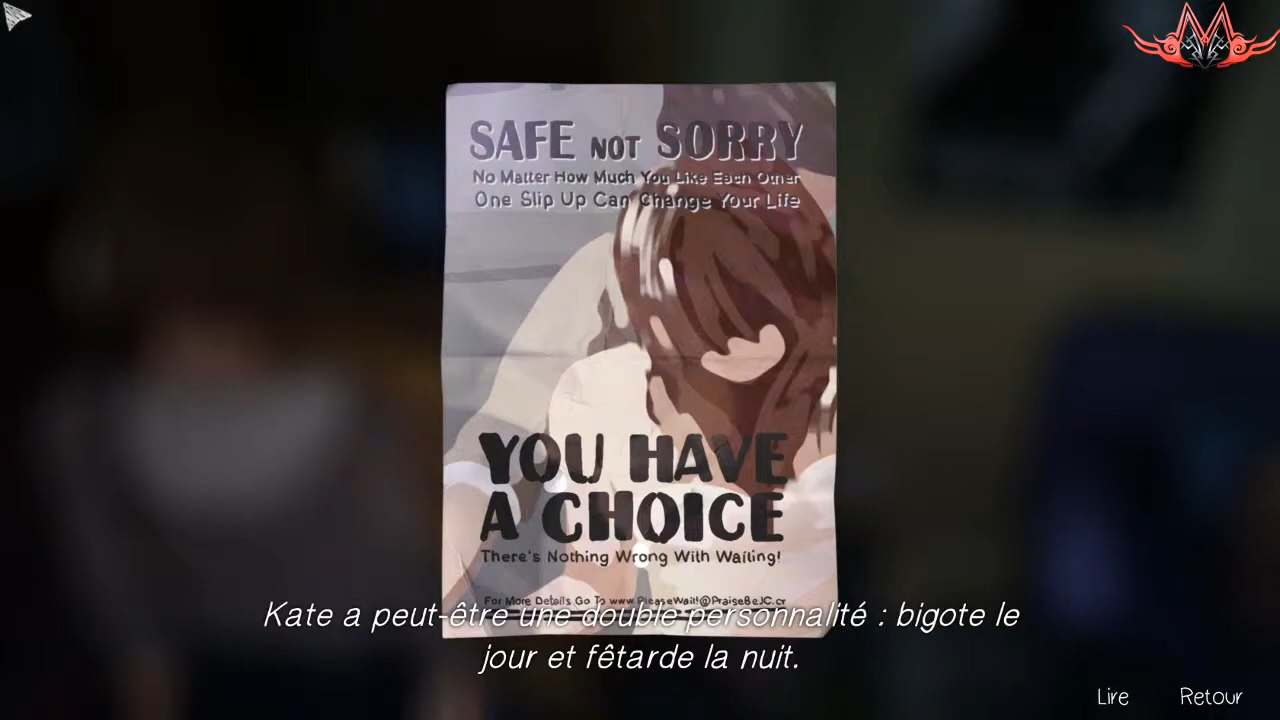 SAFE NOT SORRY
No Matter How Much You Like Each Other
One Slip Up Can Change Your Life
YOU HAVE
A CHOICE
There's Nothing Wrong With Waiting!
For More Details Go To www.PleaseWait!@PraiseBeJC.cr
Kate a peut-être une double personnalité : bigote le
jour et fêtarde la nuit.
Lire Retour